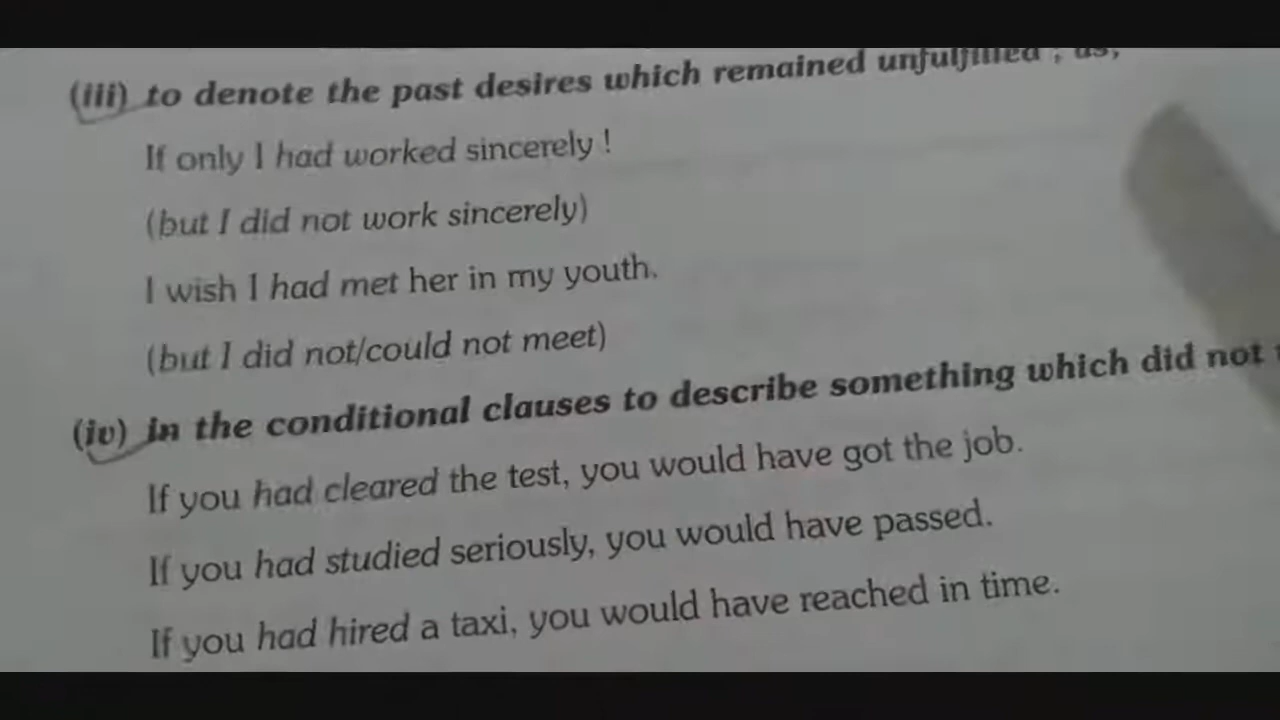 (iii) to denote the past desires which remained unfulfilled ; as,
If only I had worked sincerely !
(but I did not work sincerely)
I wish I had met her in my youth.
(but I did not/could not meet)
(iv) in the conditional clauses to describe something which did not
If you had cleared the test, you would have got the job.
If you had studied seriously, you would have passed.
If you had hired a taxi, you would have reached in time.